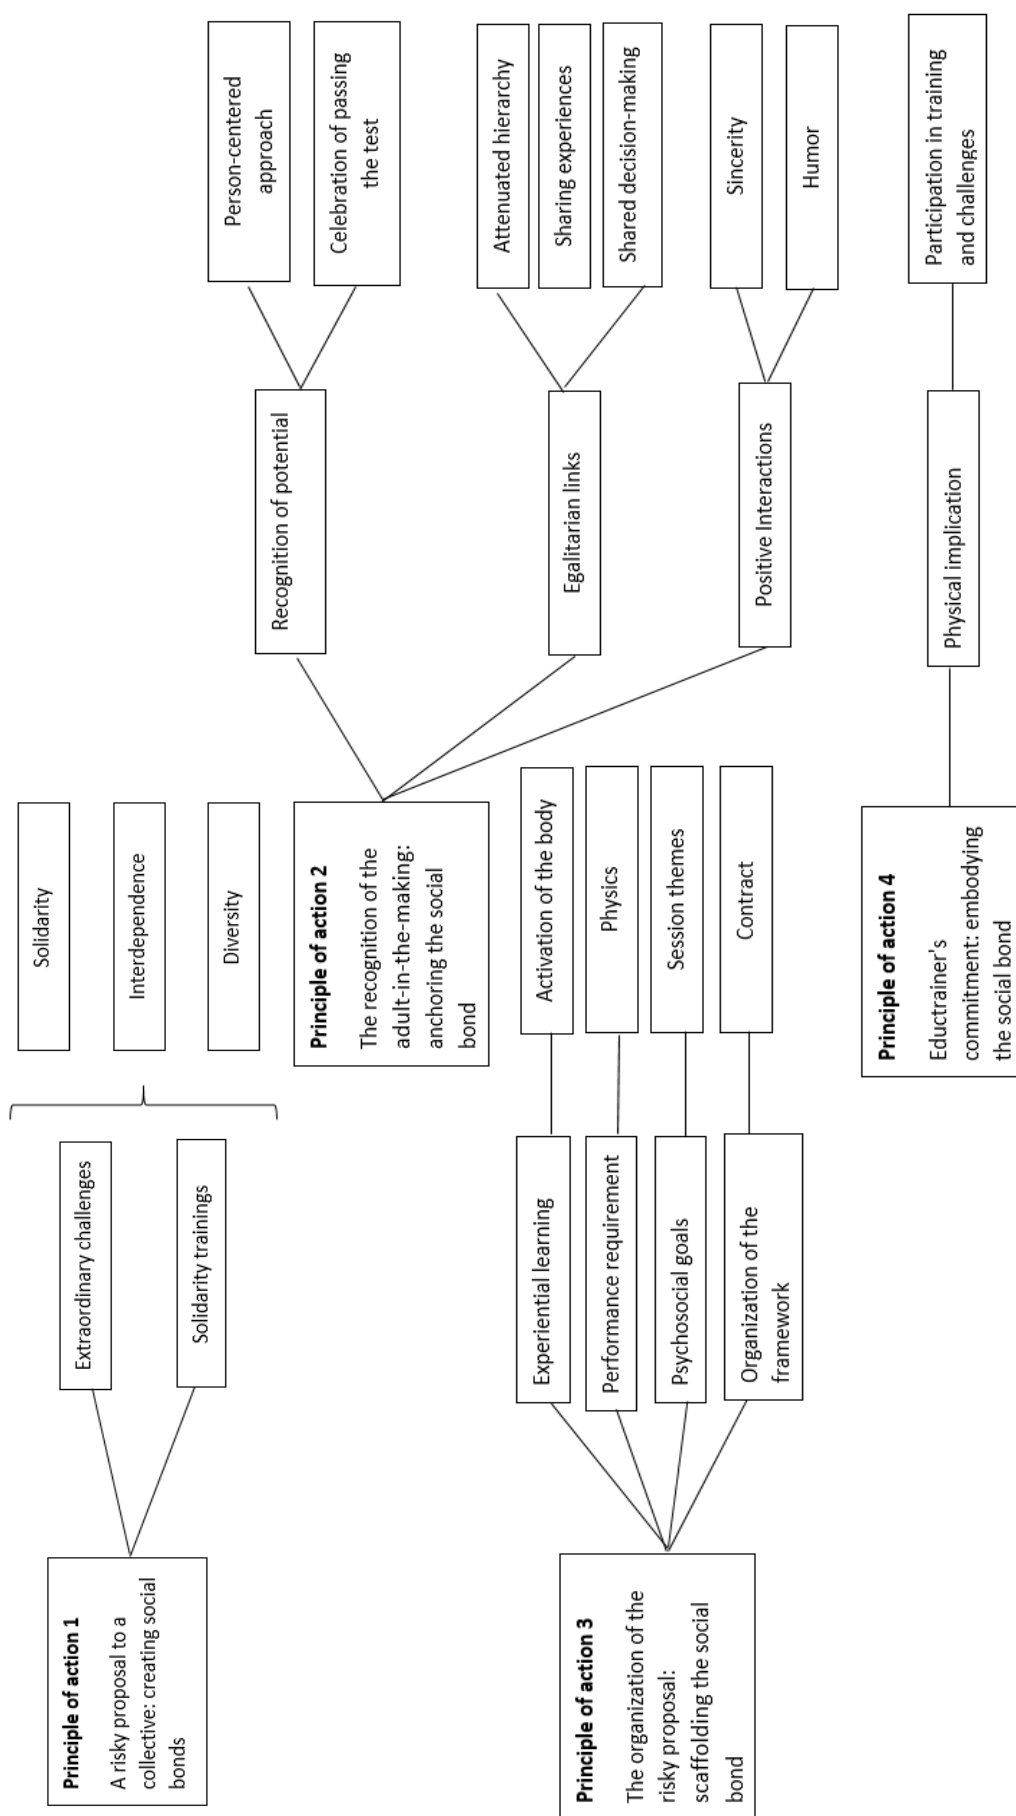 Principle of action 1
A risky proposal to a
collective: creating social
bonds
Extraordinary challenges
Solidarity trainings
Solidarity
Interdependence
Diversity
Principle of action 2
The recognition of the
adult-in-the-making:
anchoring the social
bond
Recognition of potential
Person-centered
approach
Celebration of passing
the test
Egalitarian links
Attenuated hierarchy
Sharing experiences
Shared decision-making
Positive Interactions
Sincerity
Humor
Principle of action 3
The organization of the
risky proposal:
scaffolding the social
bond
Experiential learning
Activation of the body
Performance requirement
Physics
Psychosocial goals
Session themes
Organization of the
framework
Contract
Principle of action 4
Eductrainer's
commitment: embodying
the social bond
Physical implication
Participation in training
and challenges